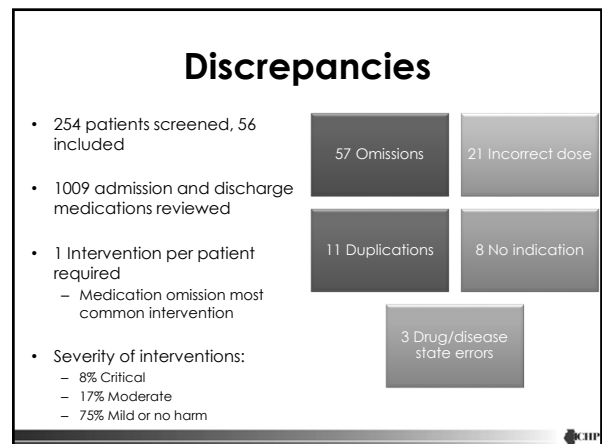 Discrepancies
• 254 patients screened, 56
included
• 1009 admission and discharge
medications reviewed
• 1 Intervention per patient
required
– Medication omission most
common intervention
• Severity of interventions:
– 8% Critical
– 17% Moderate
– 75% Mild or no harm
57 Omissions
21 Incorrect dose
11 Duplications
8 No indication
3 Drug/disease
state errors
ICHP